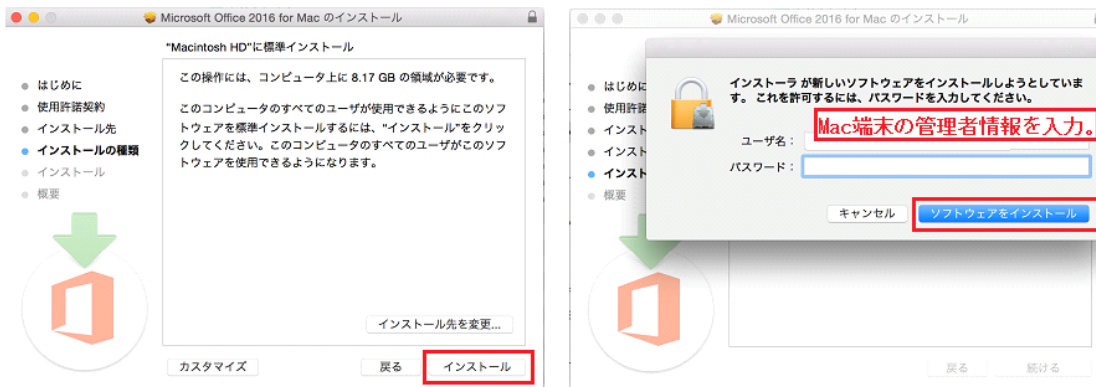 Microsoft Office 2016 for Mac のインストール
"Macintosh HD"に標準インストール
はじめに
使用許諾契約
インストール先
インストールの種類
インストール
概要
この操作には、コンピュータ上に 8.17 GB の領域が必要です。
このコンピュータのすべてのユーザが使用できるようにこのソフ
トウェアを標準インストールするには、"インストール"をクリッ
クしてください。このコンピュータのすべてのユーザがこのソフ
トウェアを使用できるようになります。
インストール先を変更...
カスタマイズ
戻る
インストール
Microsoft Office 2016 for Mac のインストール
はじめに
使用許諾
インスト
インスト
インスト
概要
インストーラ が新しいソフトウェアをインストールしようとしていま
す。 これを許可するには、パスワードを入力してください。
Mac端末の管理者情報を入力。
ユーザ名：
パスワード：
キャンセル
ソフトウェアをインストール
戻る
続ける